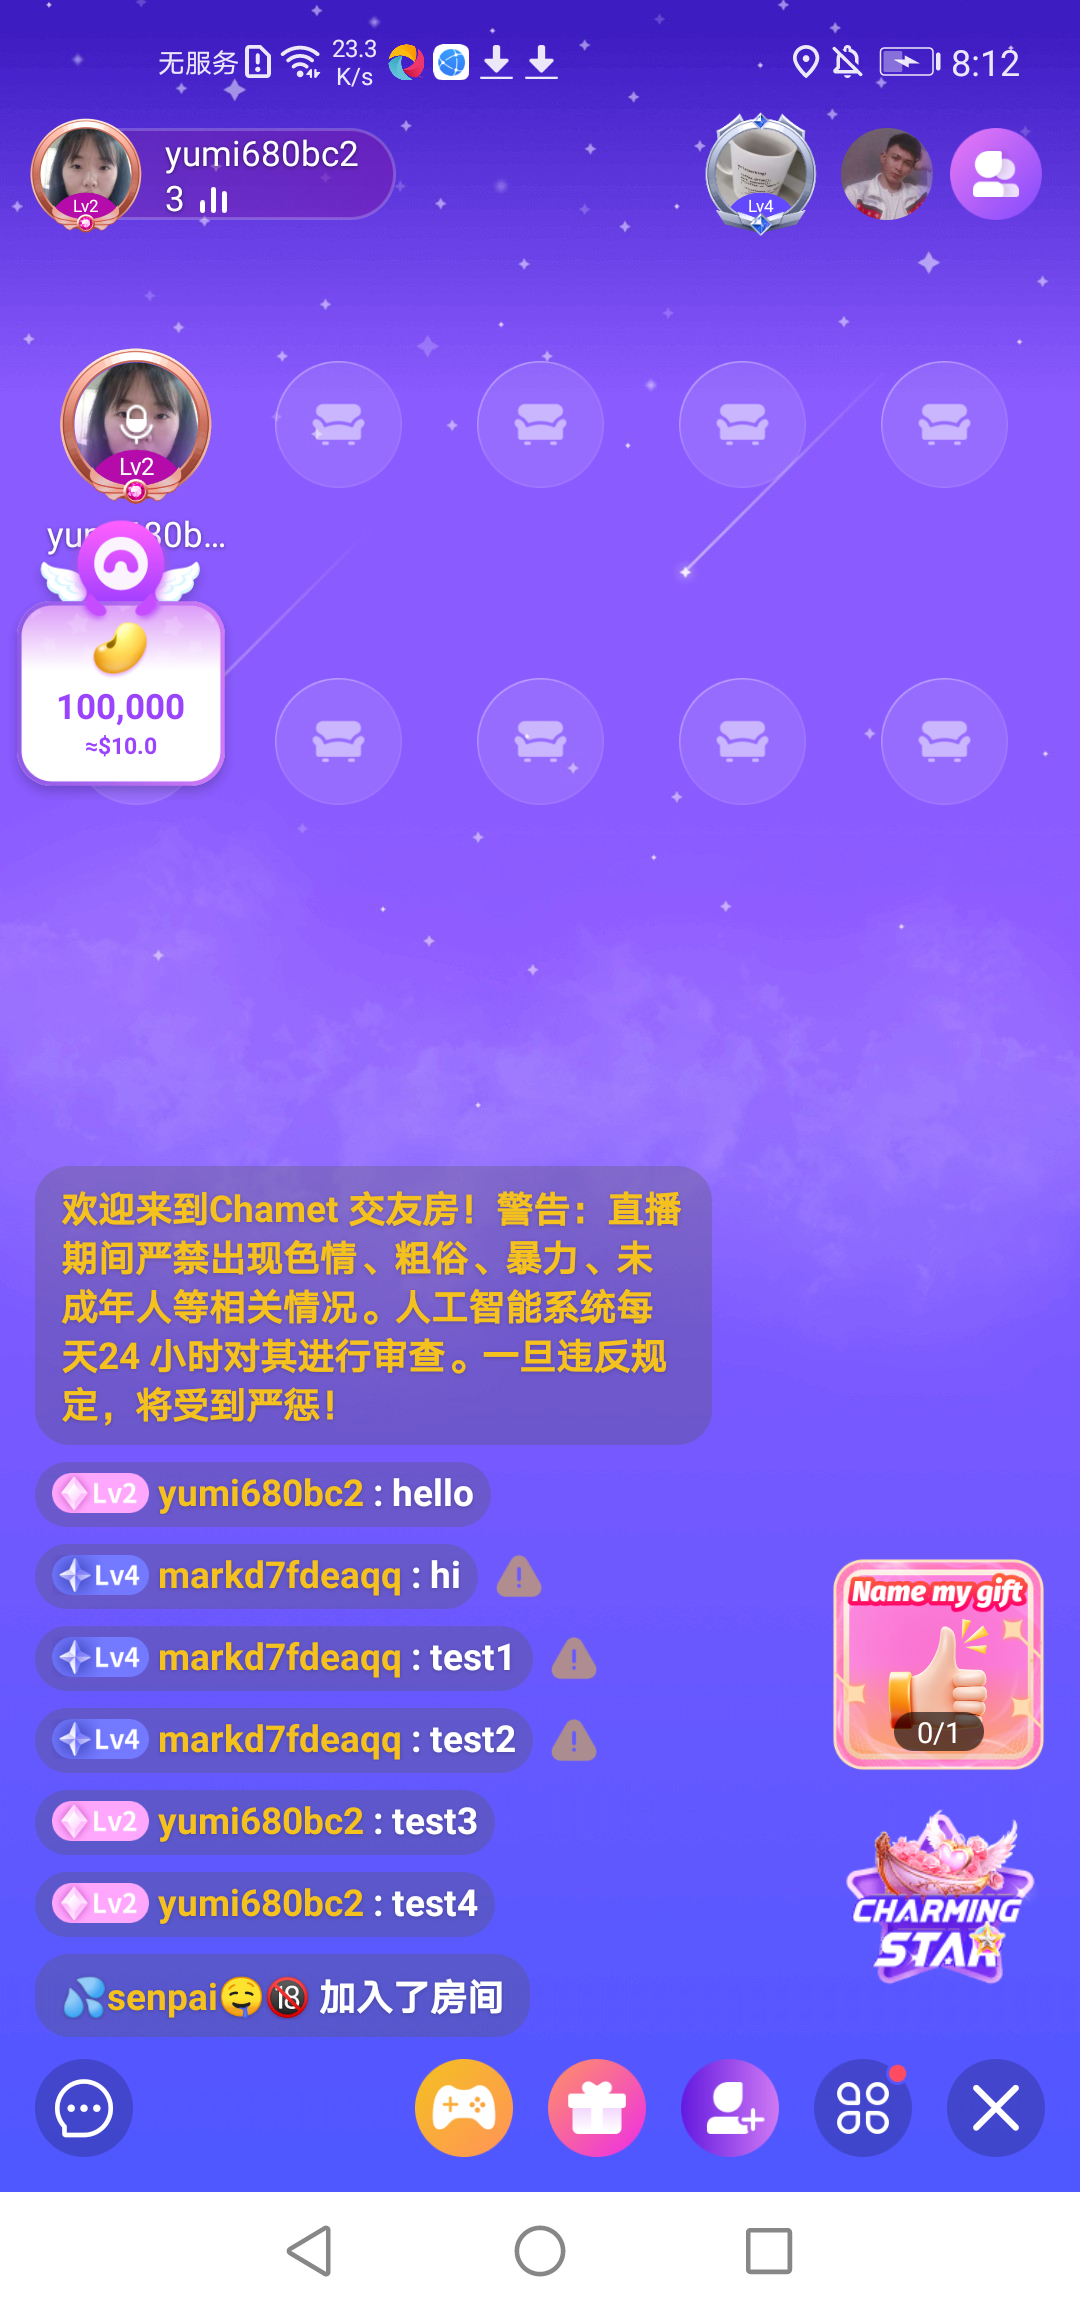 无服务 23.3 K/s 8:12
yumi680bc2
3
Lv2
Lv4
Lv2
yumi680b...
100,000
≈$10.0
欢迎来到Chamet 交友房！警告：直播
期间严禁出现色情、粗俗、暴力、未
成年人等相关情况。人工智能系统每
天24 小时对其进行审查。一旦违反规
定，将受到严惩！
Lv2 yumi680bc2 : hello
Lv4 markd7fdeaqq : hi
Lv4 markd7fdeaqq : test1
Lv4 markd7fdeaqq : test2
Lv2 yumi680bc2 : test3
Lv2 yumi680bc2 : test4
💦senpai🤤🔞 加入了房间
Name my gift
0/1
CHARMING
STAR